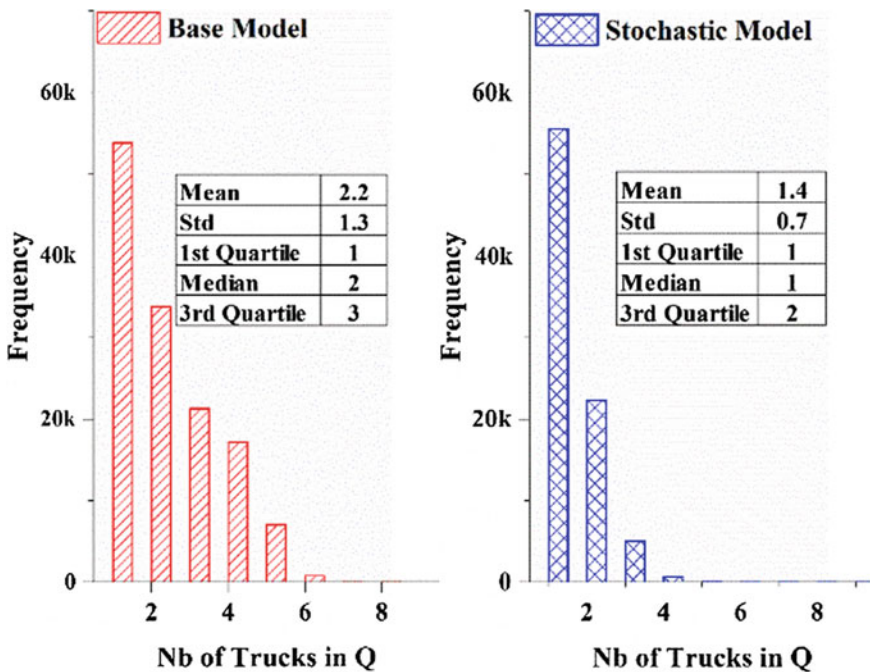 Base Model
60k
40k
20k
0
Frequency
Mean 2.2
Std 1.3
1st Quartile 1
Median 2
3rd Quartile 3
2 4 6 8
Nb of Trucks in Q
Stochastic Model
60k
40k
20k
0
Frequency
Mean 1.4
Std 0.7
1st Quartile 1
Median 1
3rd Quartile 2
2 4 6 8
Nb of Trucks in Q